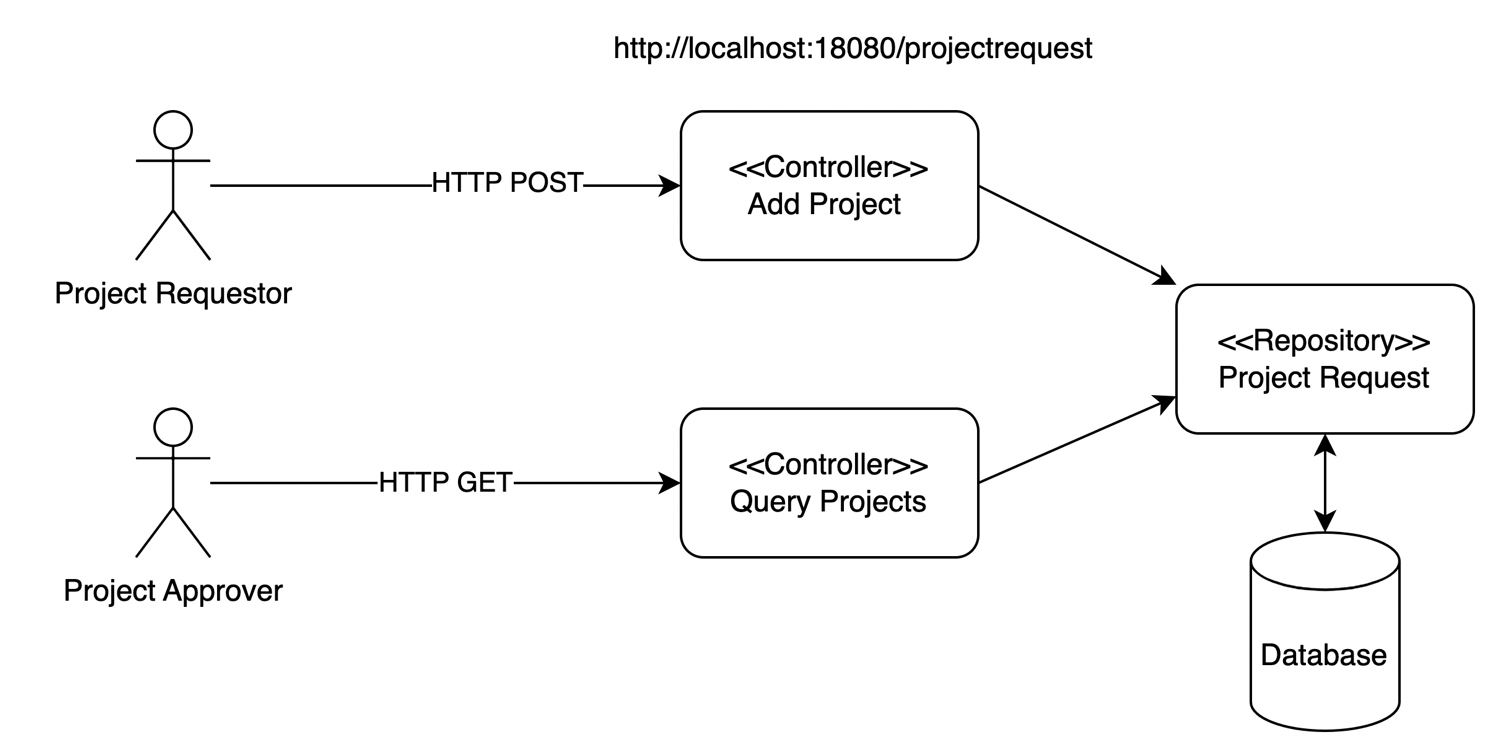 http://localhost:18080/projectrequest
HTTP POST
<<Controller>>
Add Project
Project Requestor
<<Repository>>
Project Request
HTTP GET
<<Controller>>
Query Projects
Project Approver
Database